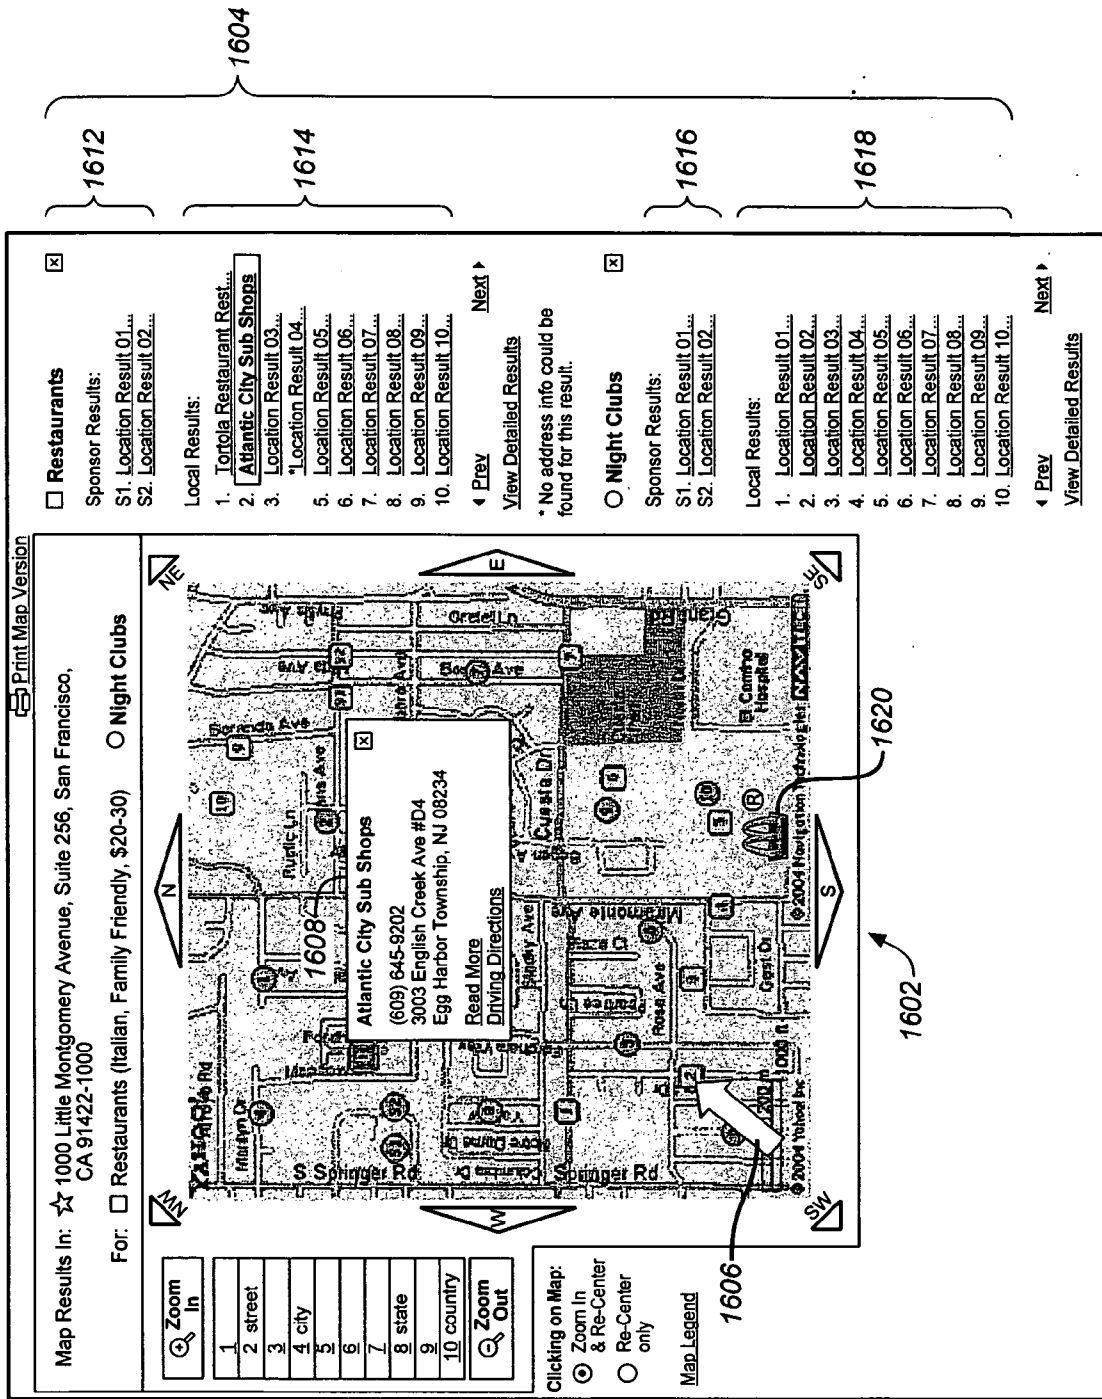 Print Map Version
Map Results In: ☆ 1000 Little Montgomery Avenue, Suite 256, San Francisco,
CA 91422-1000
For: □ Restaurants (Italian, Family Friendly, $20-30) ○ Night Clubs
Zoom
In
1
2 street
3
4 city
5
6
7
8 state
9
10 country
Zoom
Out
Clicking on Map:
Zoom In
& Re-Center
Re-Center
only
Map Legend
NW
N
NE
W
E
SW
S
SE
S Springer Rd
Springer Rd
Marilyn Dr
Rustic Ln
Cuesta Dr
Miramonte Ave
Rose Ave
Gest Dr
El Camino
Hospital
© 2004 Yahoo! Inc
© 2004 Navigation Technologies
NAVTECH
1608
Atlantic City Sub Shops
x
(609) 645-9202
3003 English Creek Ave #D4
Egg Harbor Township, NJ 08234
Read More
Driving Directions
1606
1602
1620
□ Restaurants
x
Sponsor Results:
S1. Location Result 01...
S2. Location Result 02...
Local Results:
1. Tortola Restaurant Rest...
2. Atlantic City Sub Shops
3. Location Result 03...
*Location Result 04...
5. Location Result 05...
6. Location Result 06...
7. Location Result 07...
8. Location Result 08...
9. Location Result 09...
10. Location Result 10...
Prev
Next
View Detailed Results
* No address info could be
found for this result.
○ Night Clubs
x
Sponsor Results:
S1. Location Result 01...
S2. Location Result 02...
Local Results:
1. Location Result 01...
2. Location Result 02...
3. Location Result 03...
4. Location Result 04...
5. Location Result 05...
6. Location Result 06...
7. Location Result 07...
8. Location Result 08...
9. Location Result 09...
10. Location Result 10...
Prev
Next
View Detailed Results
1612
1614
1616
1618
1604